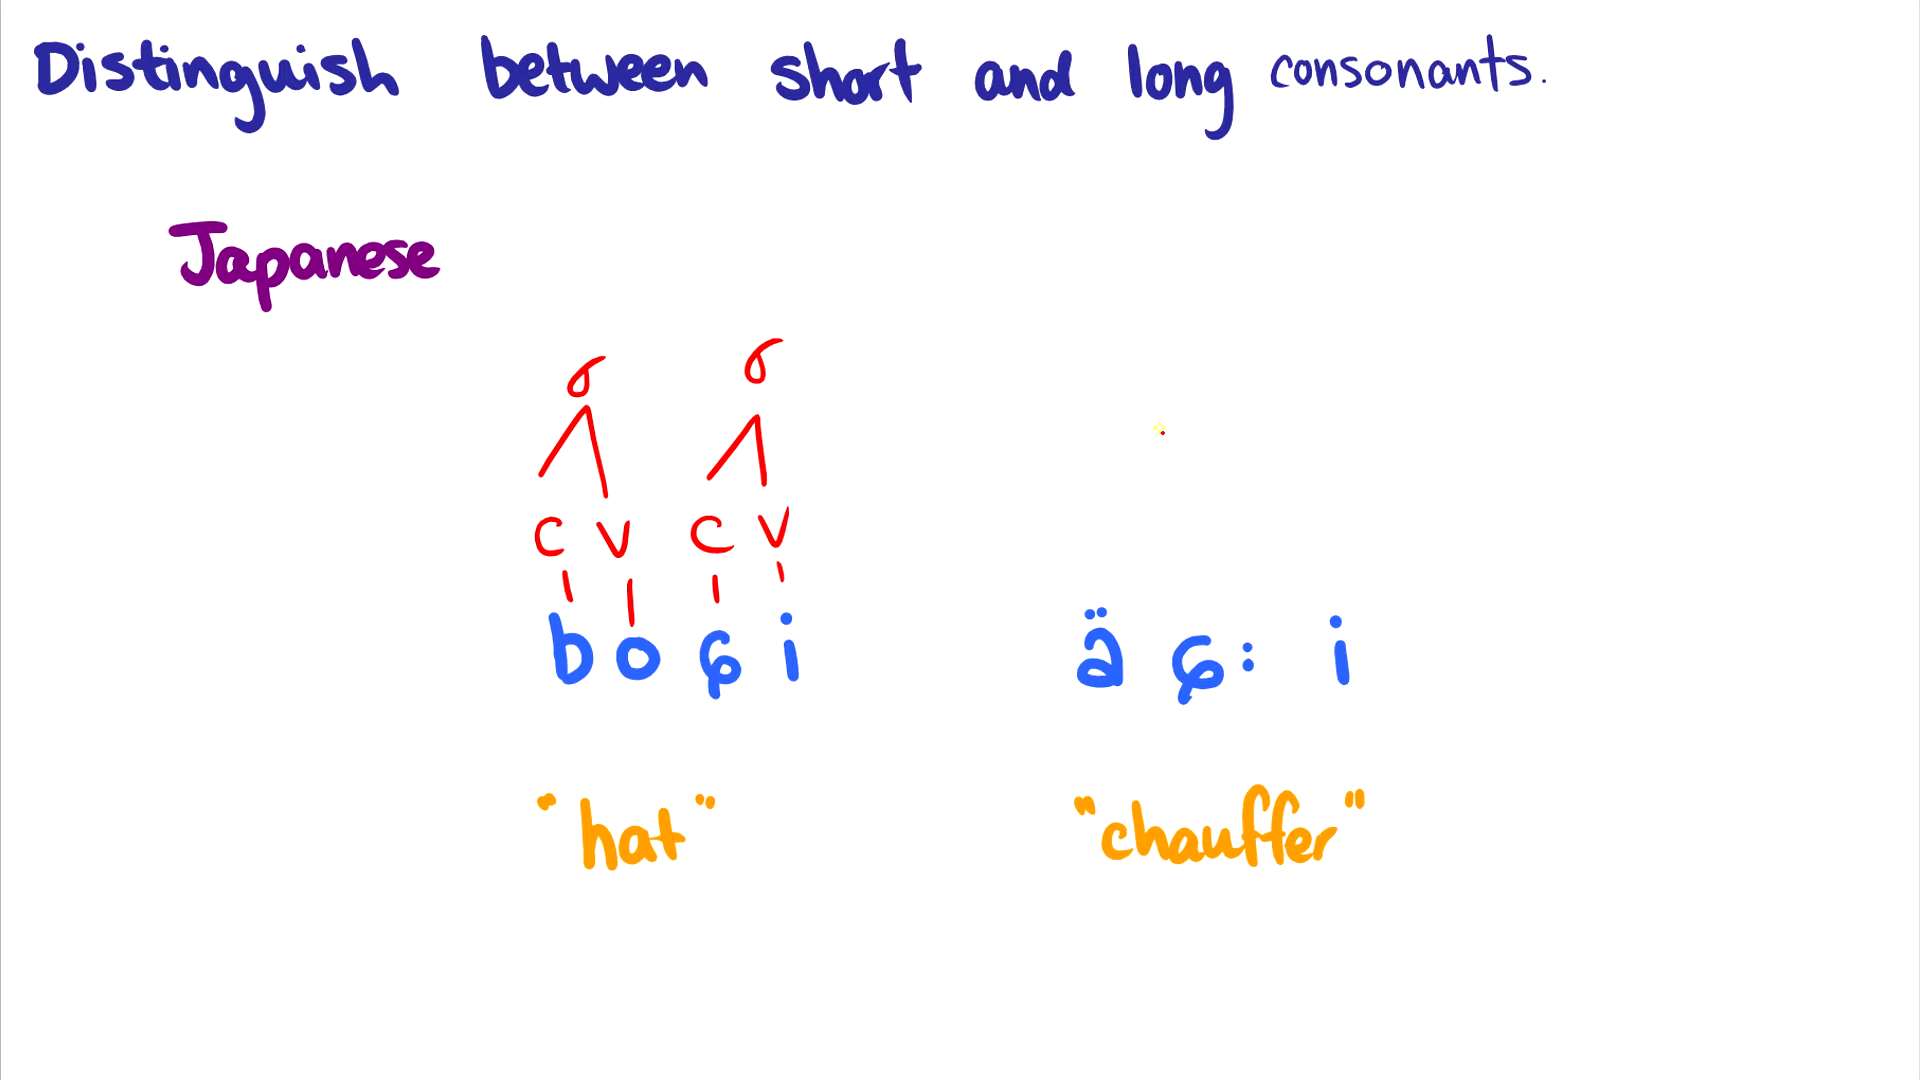 Distinguish between short and long consonants.
Japanese
σ σ
C V C V
b o ɕ i ä ɕ: i
"hat" "chauffer"